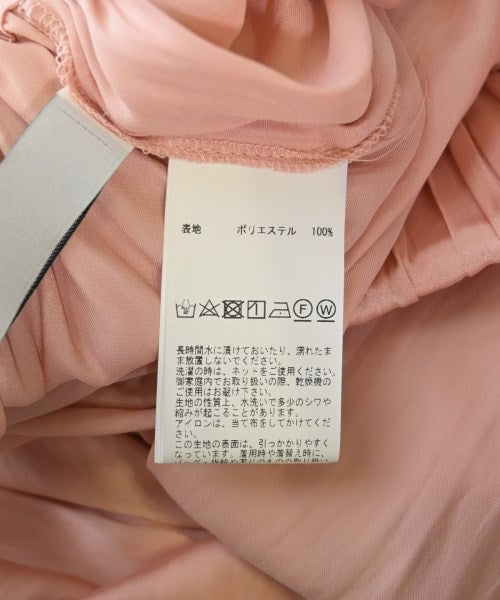 表地 ポリエステル 100%
F W
長時間水に漬けておいたり、濡れたま
ま放置しないでください。
洗濯の時は、ネットをご使用ください。
御家庭内でお取り扱いの際、乾燥機の
ご使用はお避け下さい。
生地の性質上、水洗いで多少のシワや
縮みが起こることがあります。
アイロンは、当て布をしてかけてください。
この生地の表面は、引っかかりやすく
なっています。着用時や着替え時に、